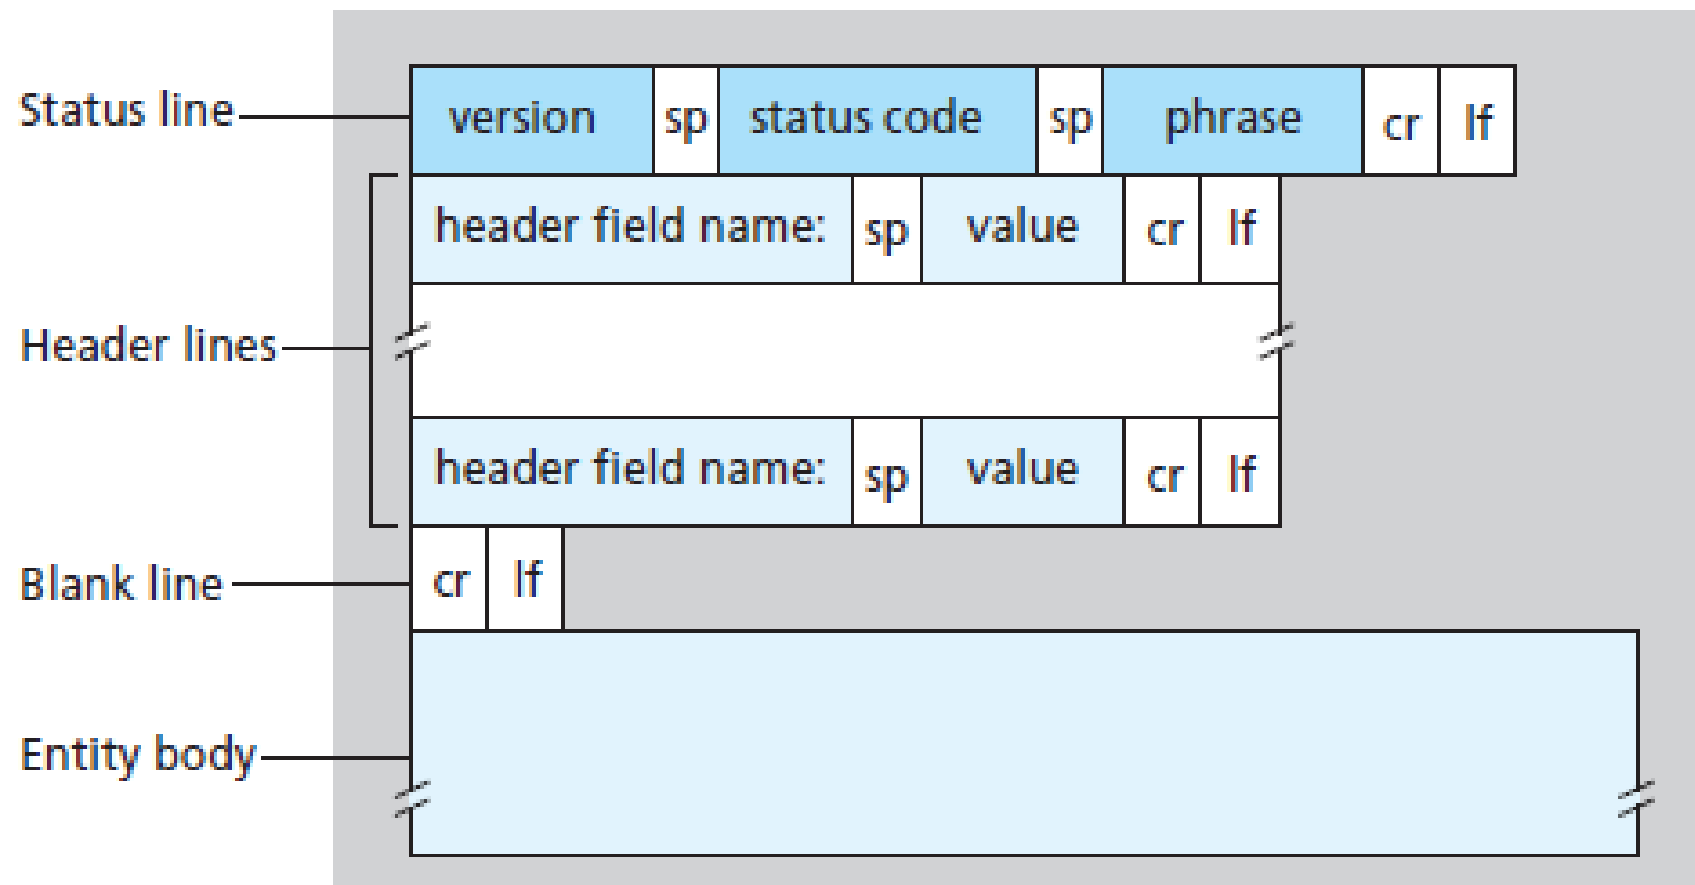 Status line version sp status code sp phrase cr lf
header field name: sp value cr lf
Header lines
header field name: sp value cr lf
Blank line cr lf
Entity body